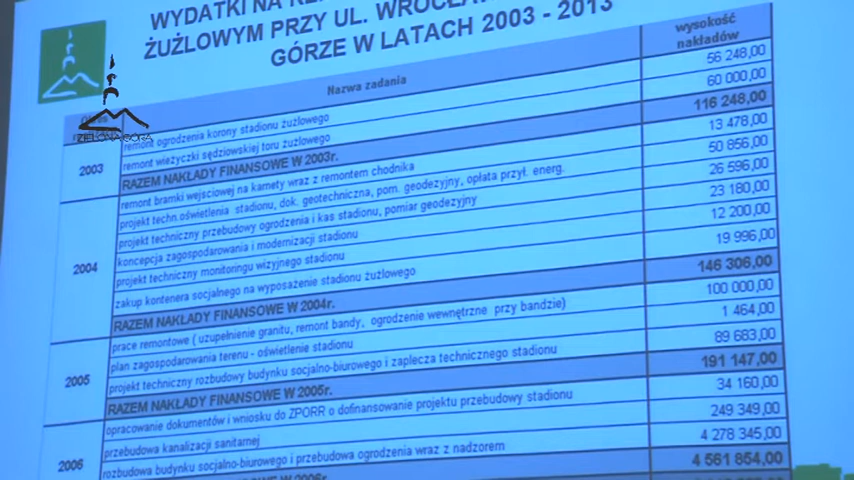 WYDATKI NA
ŻUŻLOWYM PRZY UL.
GÓRZE W LATACH 2003 - 2013
ZIELONA GÓRA
Nazwa zadania wysokość nakładów
2003
remont ogrodzenia korony stadionu żużlowego 56 248,00
remont wieżyczki sędziowskiej toru żużlowego 60 000,00
RAZEM NAKŁADY FINANSOWE W 2003r. 116 248,00
2004
remont bramki wejsciowej na karnety wraz z remontem chodnika 13 478,00
projekt techn.oświetlenia stadionu, dok. geotechniczna, pom. geodezyjny, opłata przył. energ. 50 856,00
projekt techniczny przebudowy ogrodzenia i kas stadionu, pomiar geodezyjny 26 596,00
koncepcja zagospodarowania i modernizacji stadionu 23 180,00
projekt techniczny monitoringu wizyjnego stadionu 12 200,00
zakup kontenera socjalnego na wyposażenie stadionu żużlowego 19 996,00
RAZEM NAKŁADY FINANSOWE W 2004r. 146 306,00
2005
prace remontowe ( uzupełnienie granitu, remont bandy, ogrodzenie wewnętrzne przy bandzie) 100 000,00
plan zagospodarowania terenu - oświetlenie stadionu 1 464,00
projekt techniczny rozbudowy budynku socjalno-biurowego i zaplecza technicznego stadionu 89 683,00
RAZEM NAKŁADY FINANSOWE W 2005r. 191 147,00
2006
opracowanie dokumentów i wniosku do ZPORR o dofinansowanie projektu przebudowy stadionu 34 160,00
przebudowa kanalizacji sanitarnej 249 349,00
rozbudowa budynku socjalno-biurowego i przebudowa ogrodzenia wraz z nadzorem 4 278 345,00
4 561 854,00